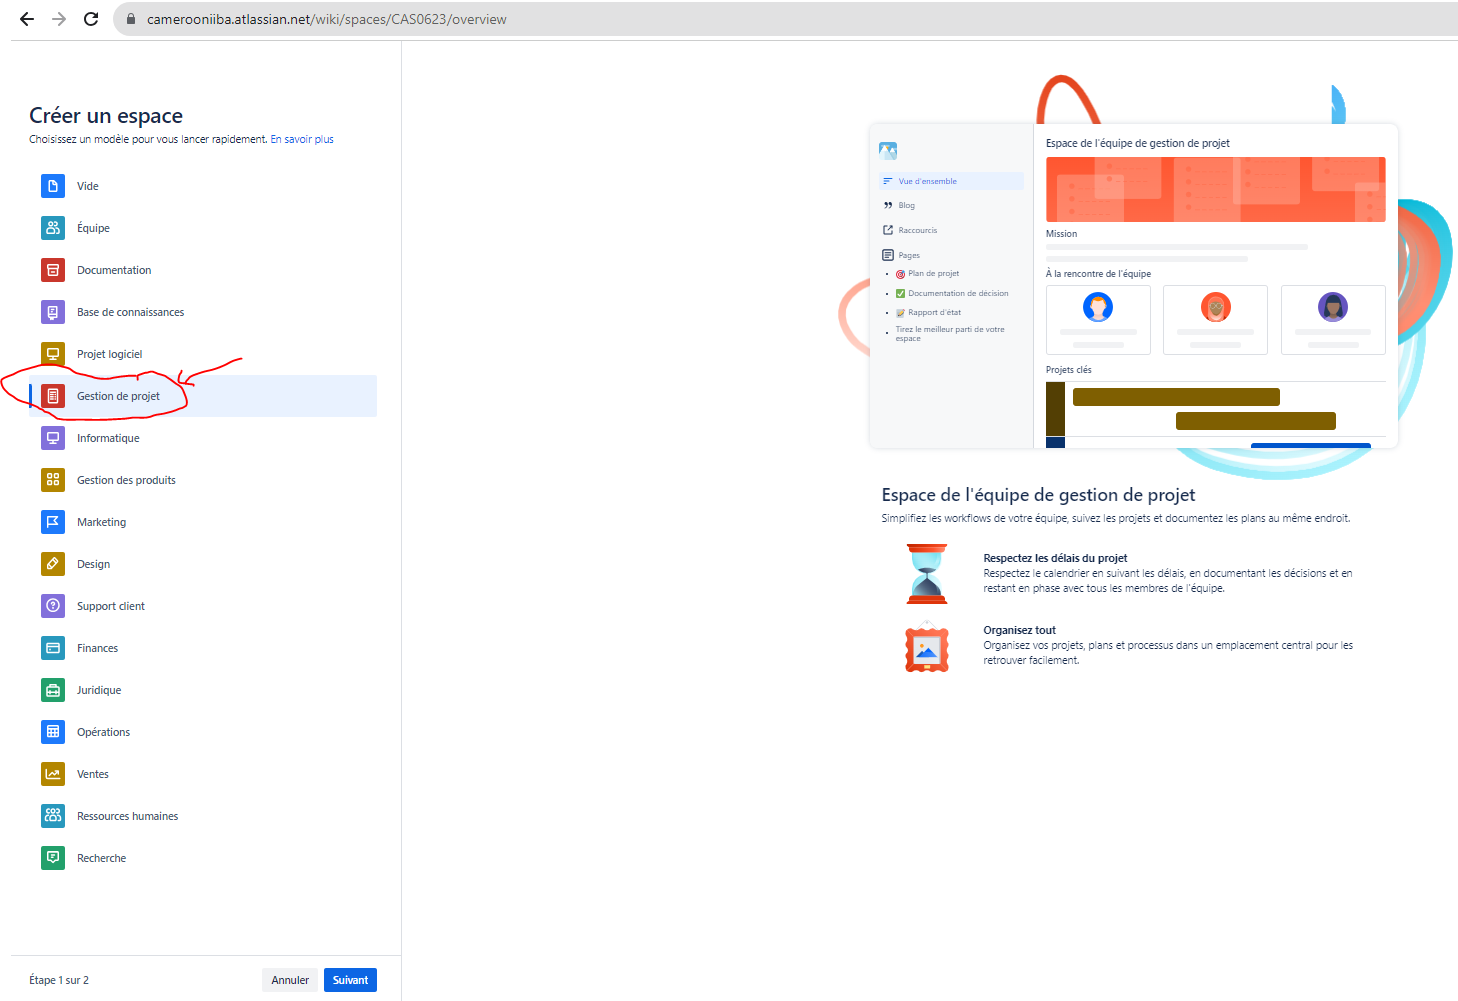 camerooniiba.atlassian.net/wiki/spaces/CAS0623/overview
Créer un espace
Choisissez un modèle pour vous lancer rapidement. En savoir plus
Vide
Équipe
Documentation
Base de connaissances
Projet logiciel
Gestion de projet
Informatique
Gestion des produits
Marketing
Design
Support client
Finances
Juridique
Opérations
Ventes
Ressources humaines
Recherche
Étape 1 sur 2
Annuler
Suivant
Vue d'ensemble
Blog
Raccourcis
Pages
Plan de projet
Documentation de décision
Rapport d'état
Tirez le meilleur parti de votre
espace
Espace de l'équipe de gestion de projet
Mission
À la rencontre de l'équipe
Projets clés
Espace de l'équipe de gestion de projet
Simplifiez les workflows de votre équipe, suivez les projets et documentez les plans au même endroit.
Respectez les délais du projet
Respectez le calendrier en suivant les délais, en documentant les décisions et en
restant en phase avec tous les membres de l'équipe.
Organisez tout
Organisez vos projets, plans et processus dans un emplacement central pour les
retrouver facilement.